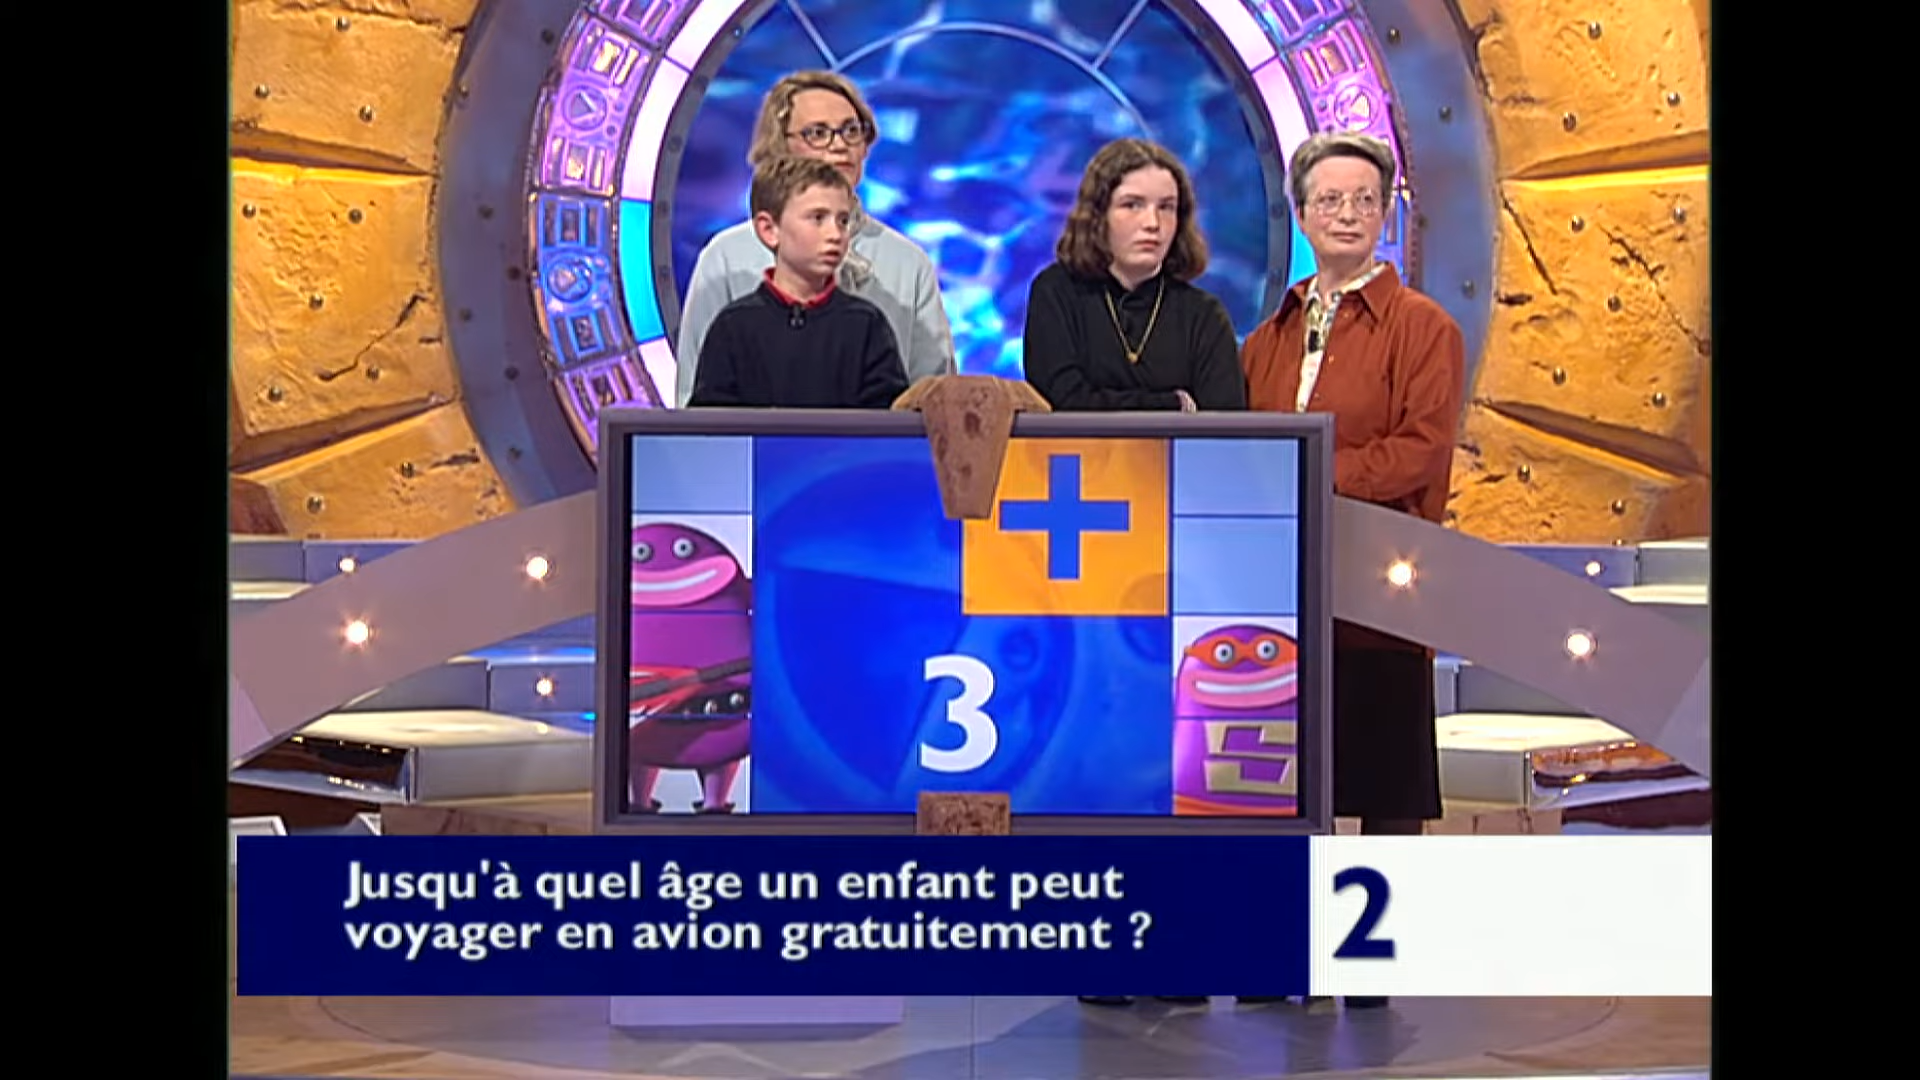 +
3
S
Jusqu'à quel âge un enfant peut
voyager en avion gratuitement ?
2